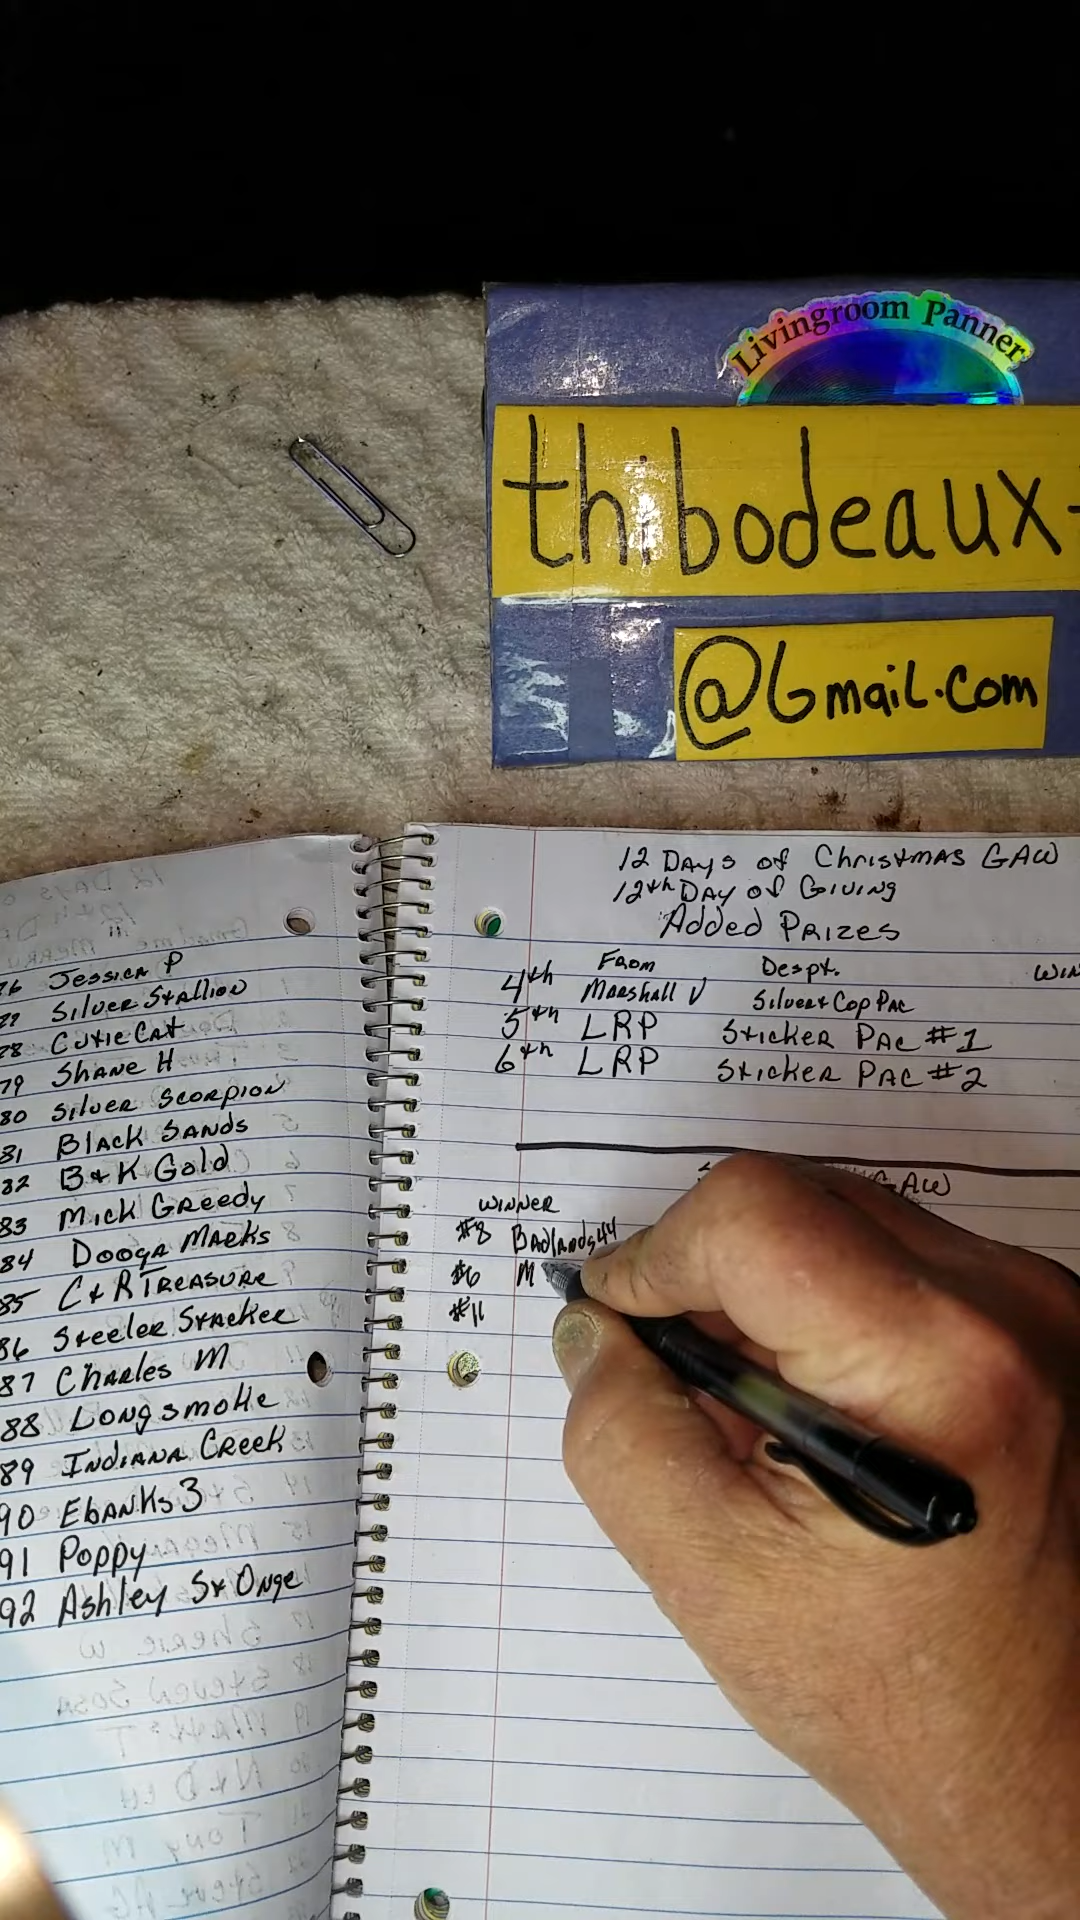 Livingroom Panner
thibodeaux-
@Gmail.com
76 Jessica P
77 Silver Stallion
78 CutieCat
79 Shane H
80 Silver Scorpion
81 Black Sands
82 B+K Gold
83 Mick Greedy
84 Dooga Marks
85 C+R Treasure
86 Steeler Stacker
87 Charles M
88 Longsmoke
89 Indiana Creek
90 Ebanks3
91 Poppy
92 Ashley St Onge
12 Days of Christmas GAW
12th Day of Giving
Added Prizes
From Despt. WIN
4th Marshall V Silver+Cop Pac
5th LRP Sticker Pac #1
6th LRP Sticker Pac #2
GAW
WINNER
#8 Badlands44
#6 M
#11